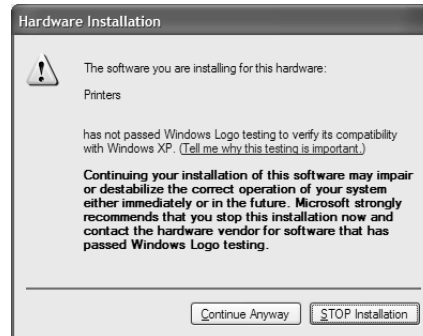 Hardware Installation
The software you are installing for this hardware:
Printers
has not passed Windows Logo testing to verify its compatibility
with Windows XP. (Tell me why this testing is important.)
Continuing your installation of this software may impair
or destabilize the correct operation of your system
either immediately or in the future. Microsoft strongly
recommends that you stop this installation now and
contact the hardware vendor for software that has
passed Windows Logo testing.
Continue Anyway
STOP Installation